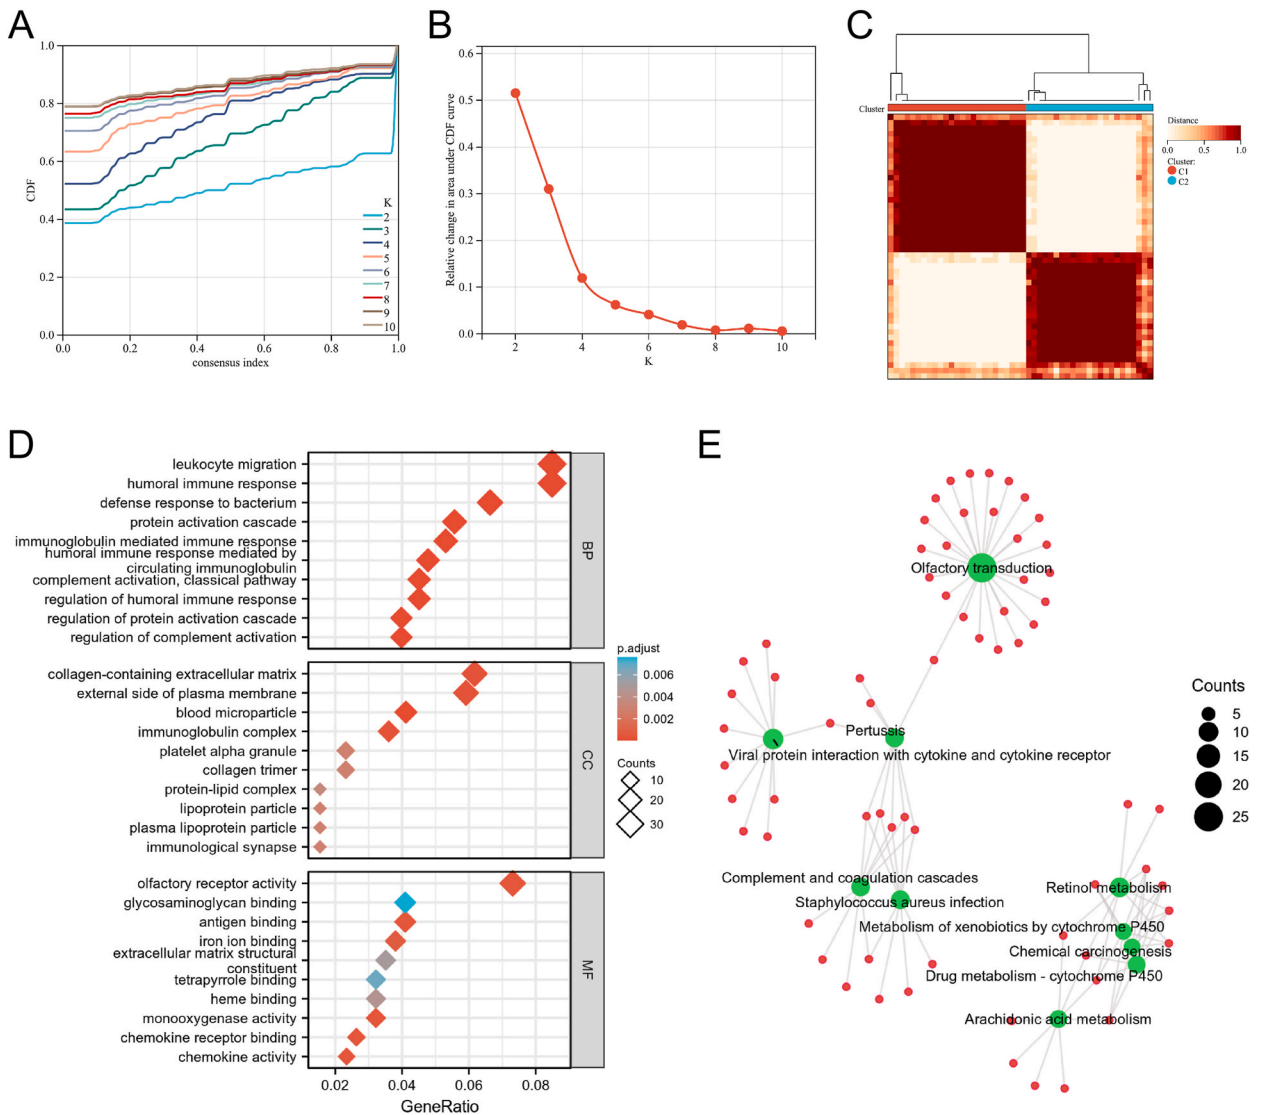 A
CDF
1.0
0.8
0.6
0.4
0.2
0.0
0.0
0.2
0.4
0.6
0.8
1.0
consensus index
K
2
3
4
5
6
7
8
9
10
B
Relative change in area under CDF curve
0.6
0.5
0.4
0.3
0.2
0.1
0.0
2
4
6
8
10
K
C
Cluster
Distance
0.0
0.5
1.0
Cluster:
C1
C2
D
leukocyte migration
humoral immune response
defense response to bacterium
protein activation cascade
immunoglobulin mediated immune response
humoral immune response mediated by
circulating immunoglobulin
complement activation, classical pathway
regulation of humoral immune response
regulation of protein activation cascade
regulation of complement activation
BP
collagen-containing extracellular matrix
external side of plasma membrane
blood microparticle
immunoglobulin complex
platelet alpha granule
collagen trimer
protein-lipid complex
lipoprotein particle
plasma lipoprotein particle
immunological synapse
CC
olfactory receptor activity
glycosaminoglycan binding
antigen binding
iron ion binding
extracellular matrix structural
constituent
tetrapyrrole binding
heme binding
monooxygenase activity
chemokine receptor binding
chemokine activity
MF
0.02
0.04
0.06
0.08
GeneRatio
p.adjust
0.006
0.004
0.002
Counts
10
20
30
E
Olfactory transduction
Pertussis
Viral protein interaction with cytokine and cytokine receptor
Complement and coagulation cascades
Staphylococcus aureus infection
Retinol metabolism
Metabolism of xenobiotics by cytochrome P450
Chemical carcinogenesis
Drug metabolism - cytochrome P450
Arachidonic acid metabolism
Counts
5
10
15
20
25